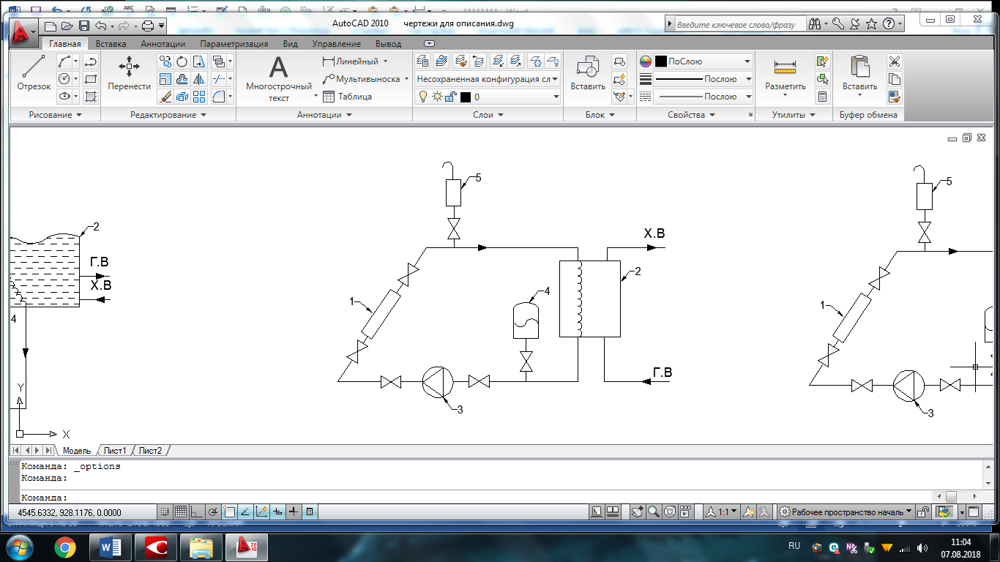 AutoCAD 2010 чертежи для описания.dwg
Введите ключевое слово/фразу
Главная Вставка Аннотации Параметризация Вид Управление Вывод
Отрезок
Перенести
A
Многострочный текст
Линейный
Мультивыноска
Таблица
Несохраненная конфигурация сл
0
Вставить
ПоСлою
Послою
Послою
Разметить
Вставить
Рисование Редактирование Аннотации Слои Блок Свойства Утилиты Буфер обмена
2
Г.В
Х.В
4
Y
X
5
Х.В
2
1
4
Г.В
3
5
1
3
Модель Лист1 Лист2
Команда: _options
Команда:
Команда:
4545.6332, 928.1176, 0.0000
1:1
Рабочее пространство началь
RU
11:04
07.08.2018